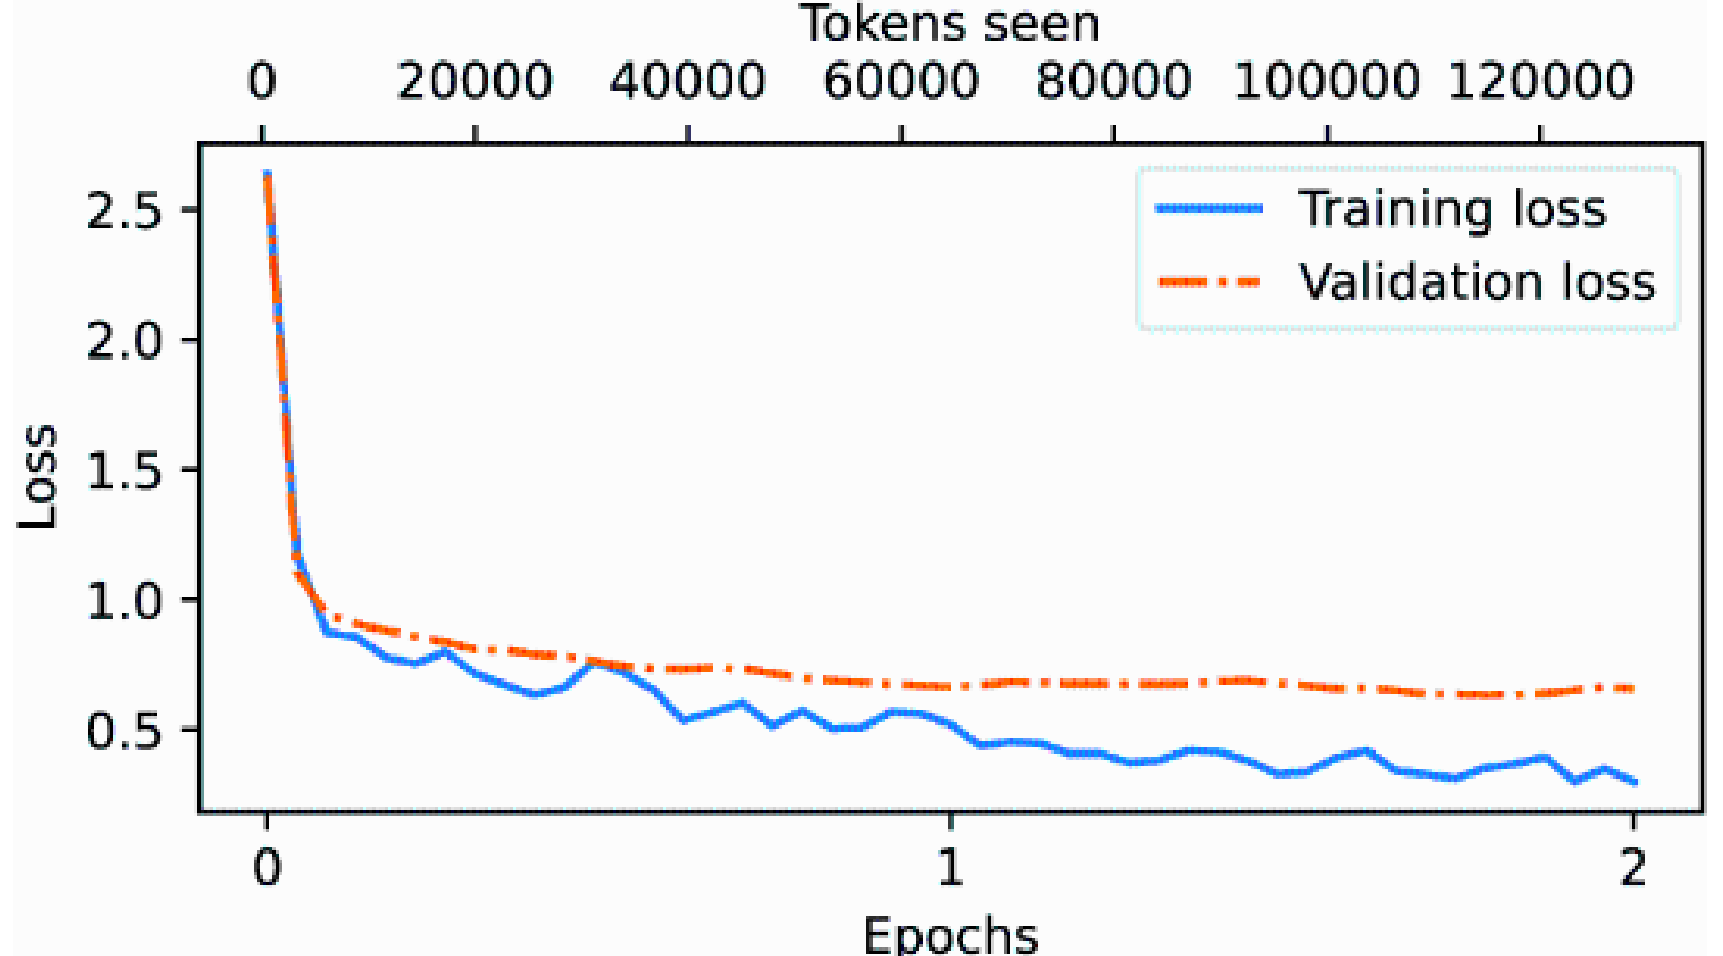 Tokens seen
0 20000 40000 60000 80000 100000 120000
Training loss
Validation loss
2.5
2.0
1.5
1.0
0.5
Loss
0 1 2
Epochs